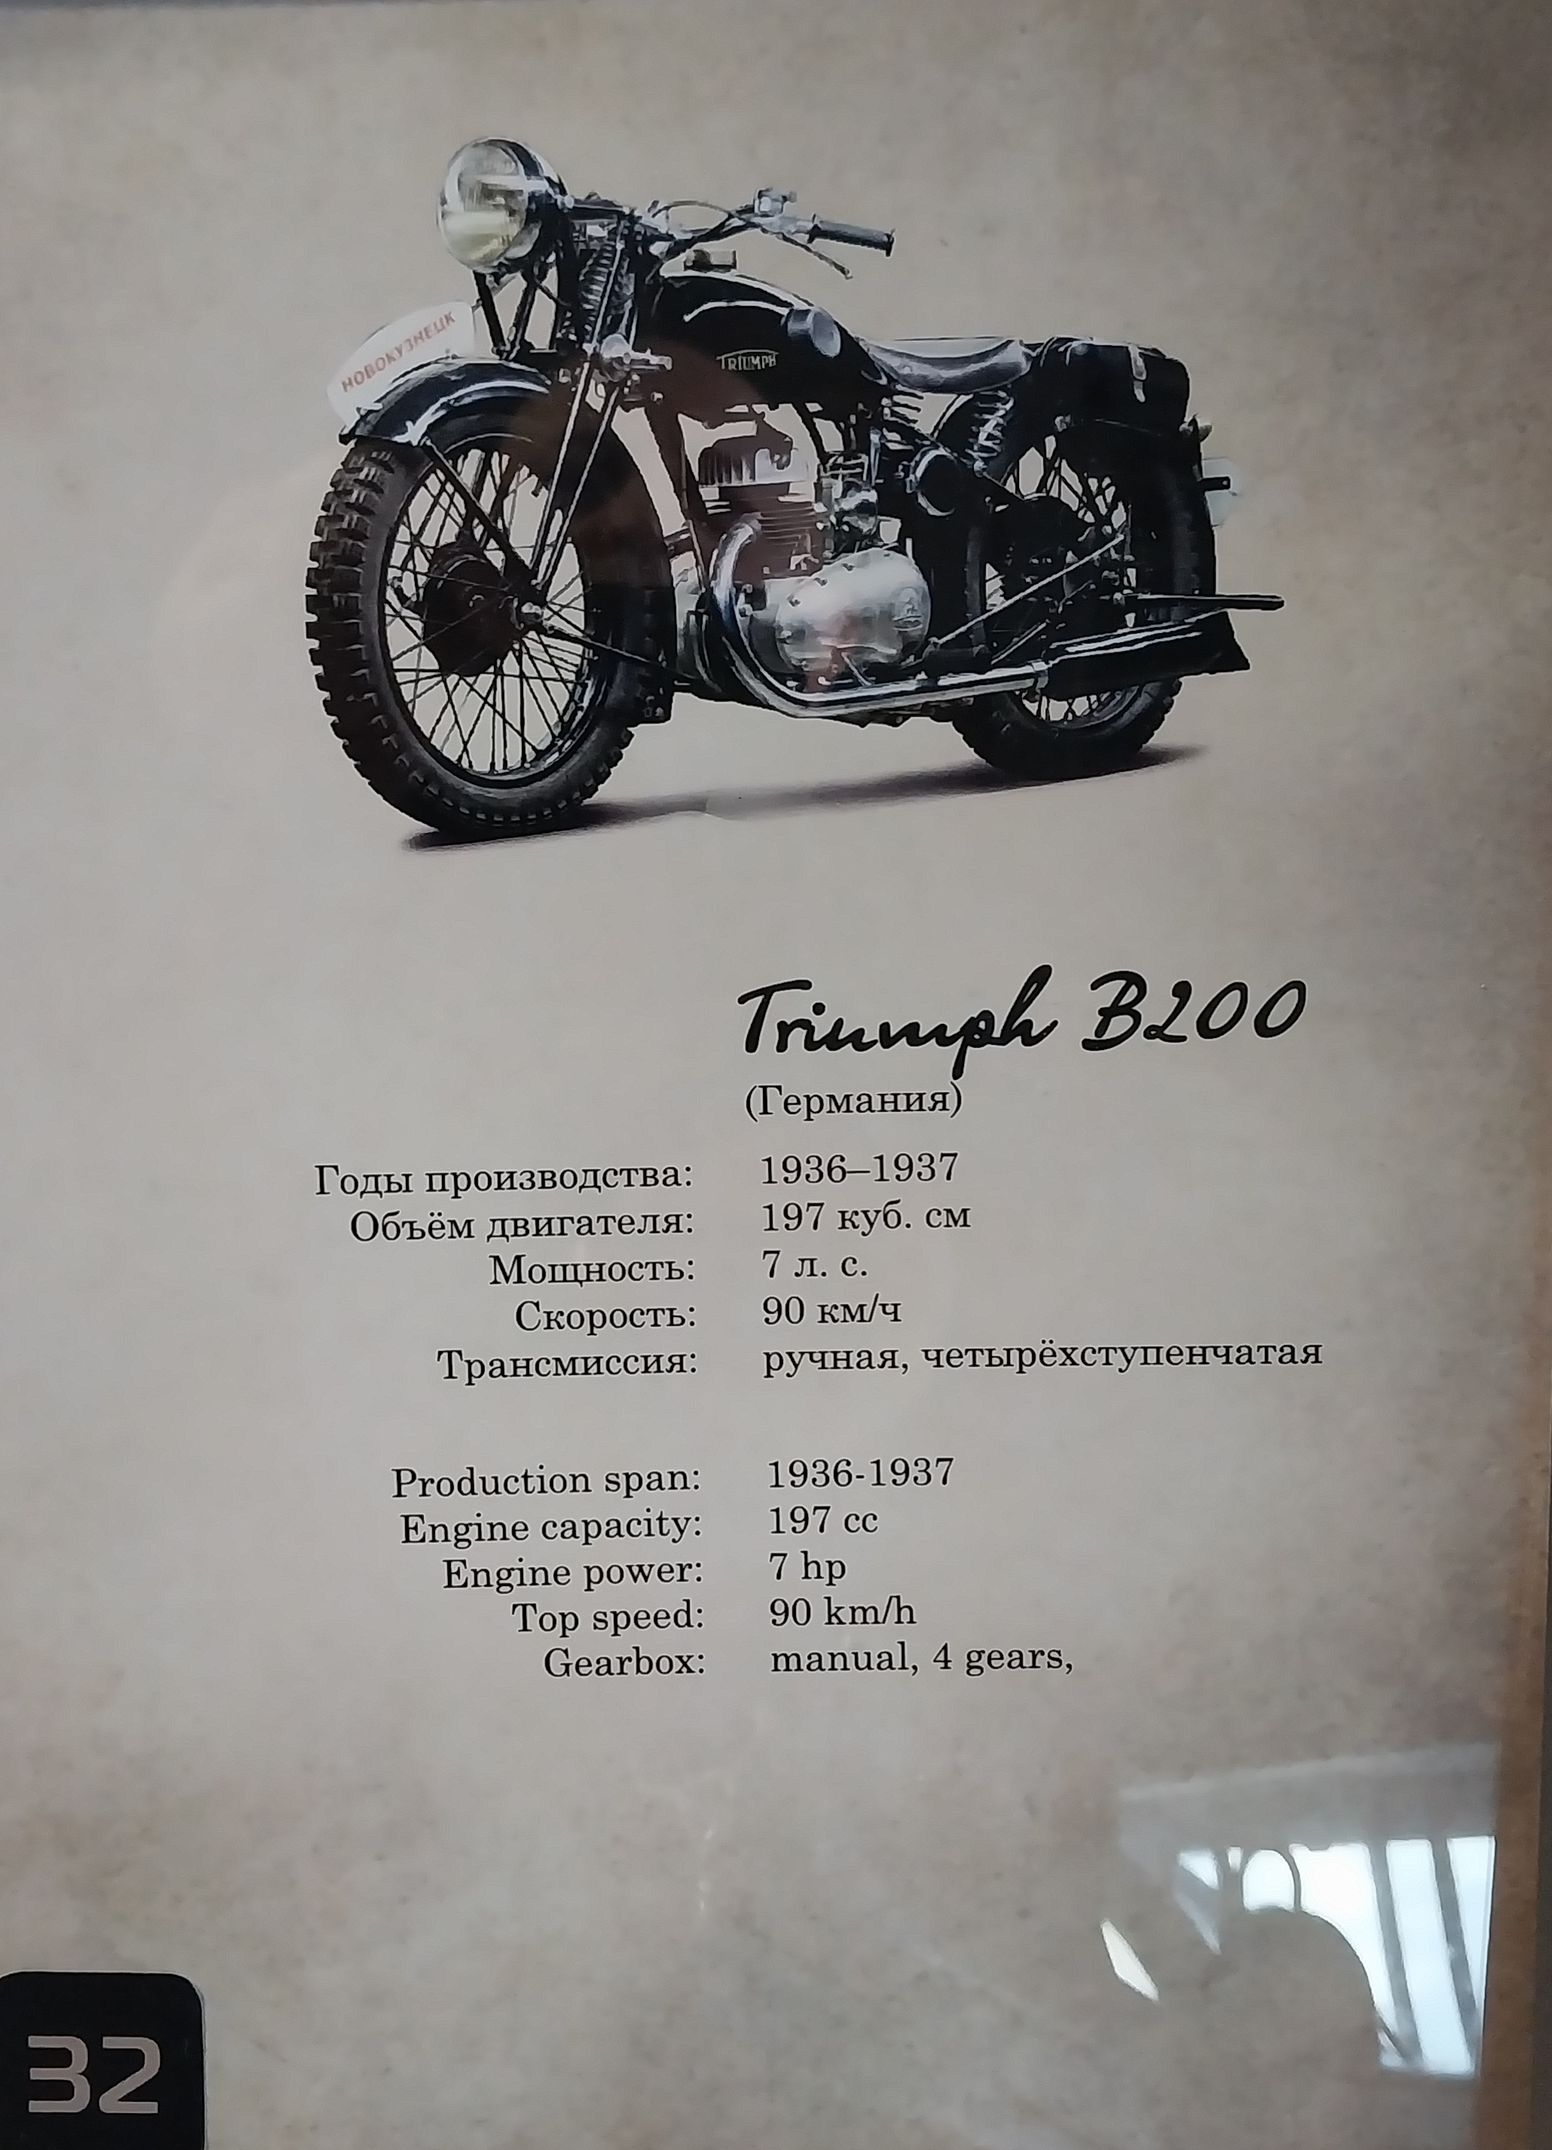 НОВОКУЗНЕЦК
TRIUMPH
Triumph B200
(Германия)
Годы производства: 1936–1937
Объём двигателя: 197 куб. см
Мощность: 7 л. с.
Скорость: 90 км/ч
Трансмиссия: ручная, четырёхступенчатая
Production span: 1936-1937
Engine capacity: 197 cc
Engine power: 7 hp
Top speed: 90 km/h
Gearbox: manual, 4 gears,
32